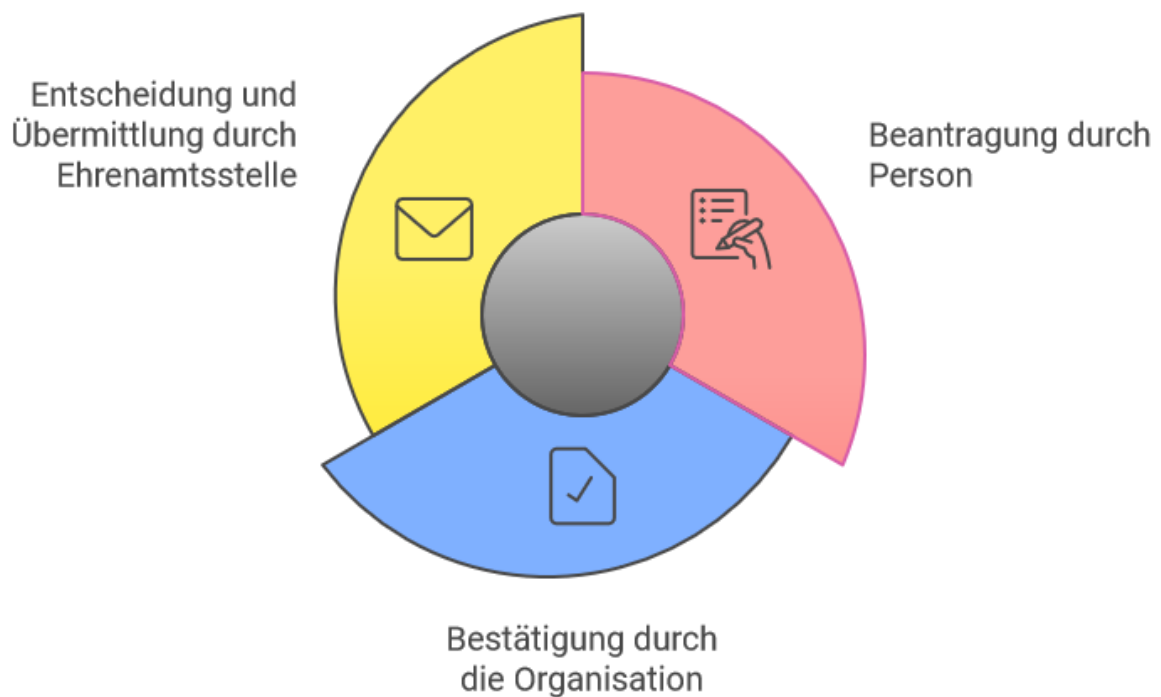 Entscheidung und
Übermittlung durch
Ehrenamtsstelle
Beantragung durch
Person
Bestätigung durch
die Organisation